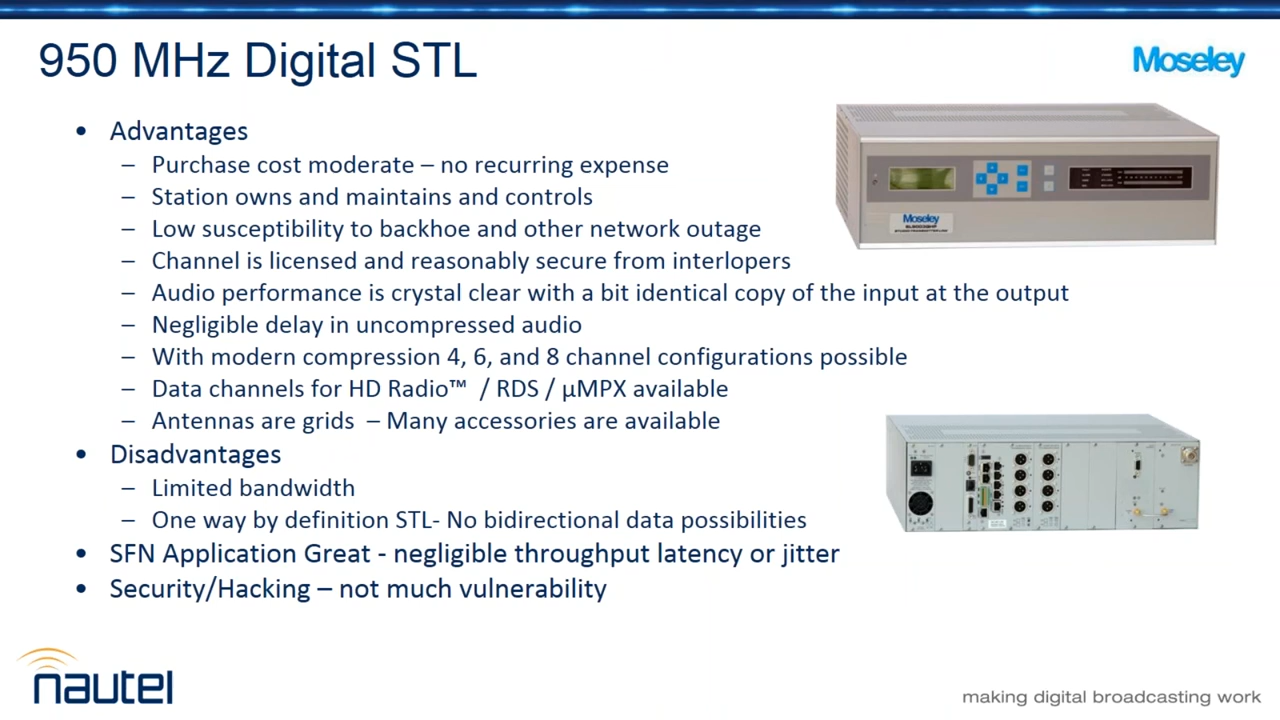 950 MHz Digital STL
Moseley
• Advantages
– Purchase cost moderate – no recurring expense
– Station owns and maintains and controls
– Low susceptibility to backhoe and other network outage
– Channel is licensed and reasonably secure from interlopers
– Audio performance is crystal clear with a bit identical copy of the input at the output
– Negligible delay in uncompressed audio
– With modern compression 4, 6, and 8 channel configurations possible
– Data channels for HD Radio™ / RDS / µMPX available
– Antennas are grids – Many accessories are available
• Disadvantages
– Limited bandwidth
– One way by definition STL- No bidirectional data possibilities
• SFN Application Great - negligible throughput latency or jitter
• Security/Hacking – not much vulnerability
Moseley
nautel
making digital broadcasting work